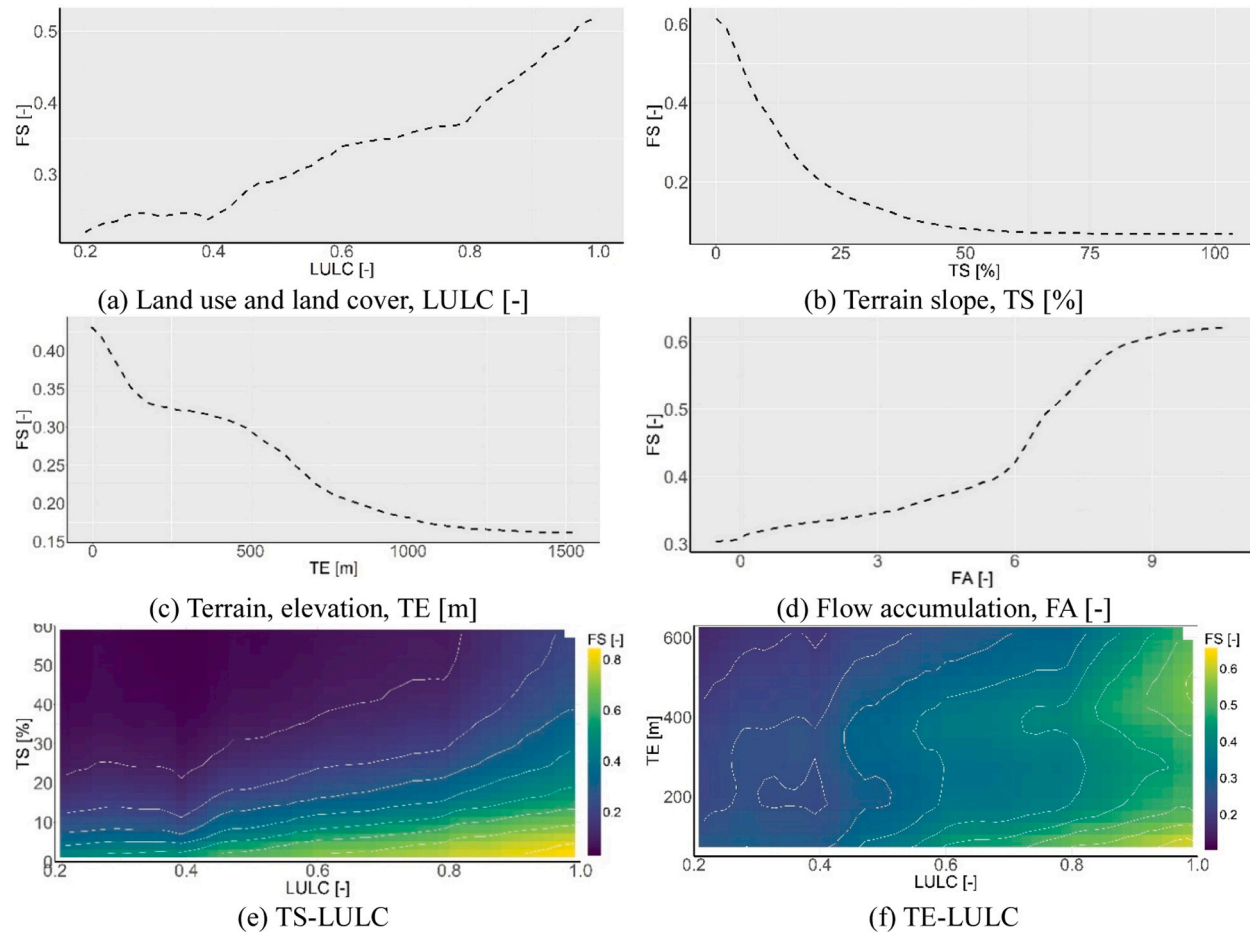 0.5
0.4
0.3
FS [-]
0.2 0.4 0.6 0.8 1.0
LULC [-]
(a) Land use and land cover, LULC [-]
0.6
0.4
0.2
FS [-]
0 25 50 75 100
TS [%]
(b) Terrain slope, TS [%]
0.40
0.35
0.30
0.25
0.20
0.15
FS [-]
0 500 1000 1500
TE [m]
(c) Terrain, elevation, TE [m]
0.6
0.5
0.4
0.3
FS [-]
0 3 6 9
FA [-]
(d) Flow accumulation, FA [-]
60
50
40
30
20
10
0
TS [%]
0.2 0.4 0.6 0.8 1.0
LULC [-]
FS [-]
0.8
0.6
0.4
0.2
(e) TS-LULC
600
400
200
TE [m]
0.2 0.4 0.6 0.8 1.0
LULC [-]
FS [-]
0.6
0.5
0.4
0.3
0.2
(f) TE-LULC